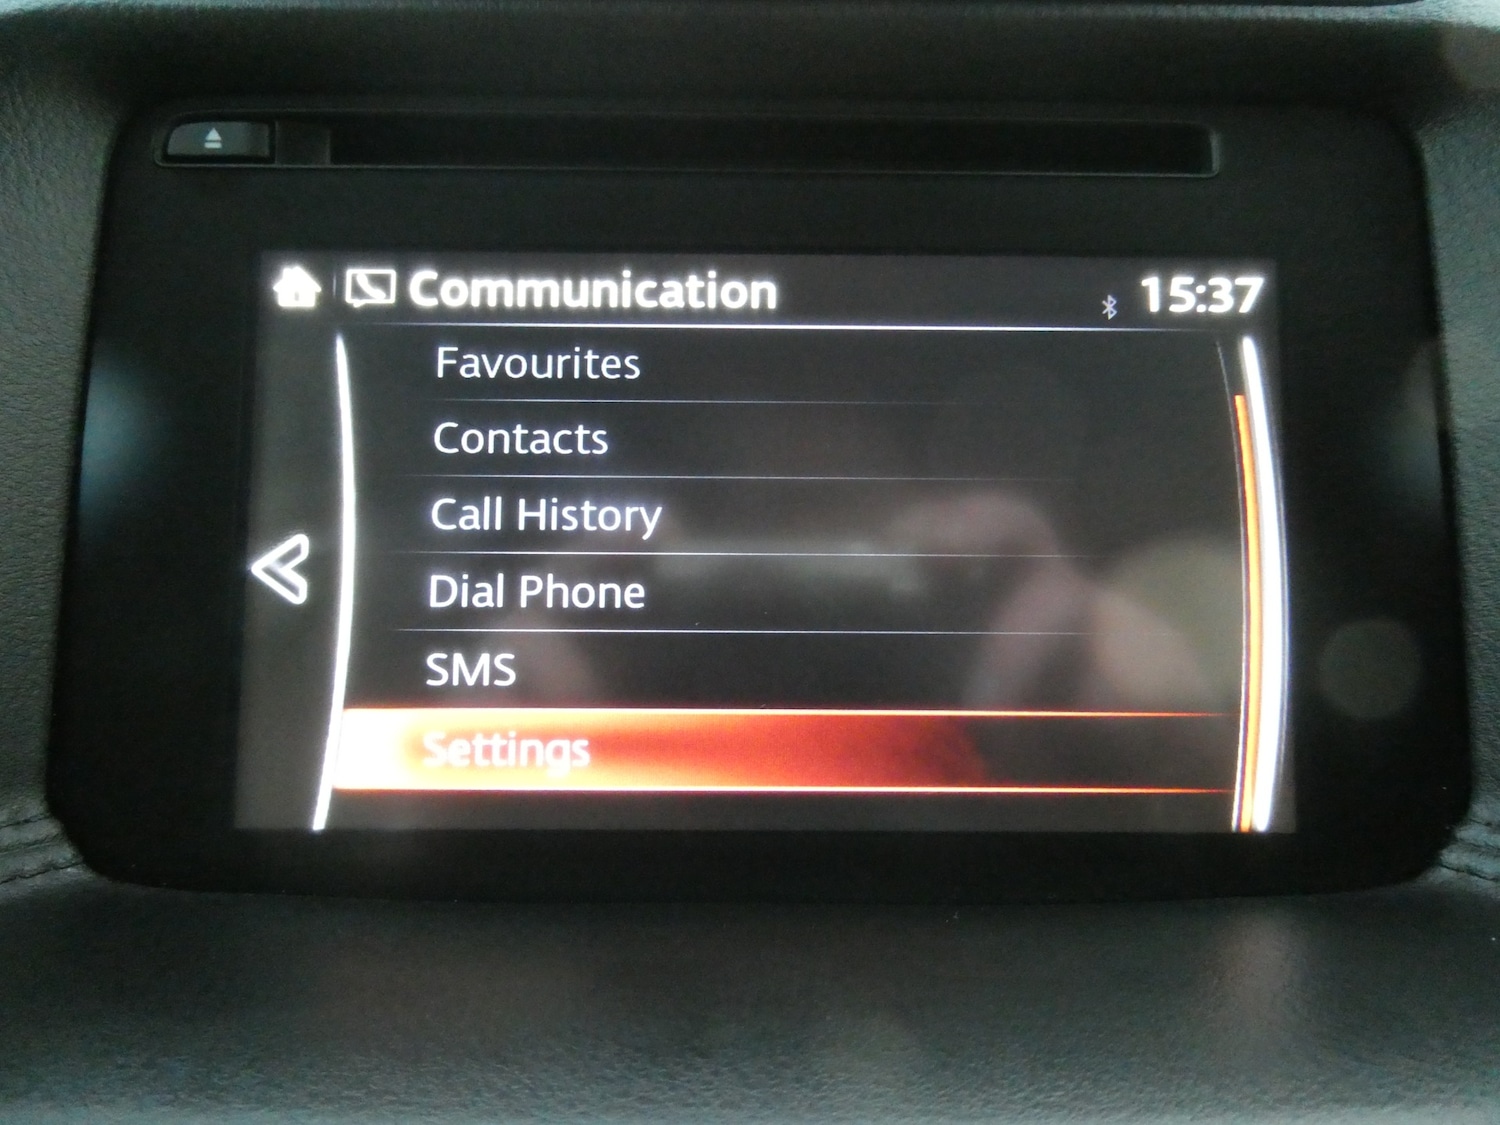 Communication 15:37
Favourites
Contacts
Call History
Dial Phone
SMS
Settings